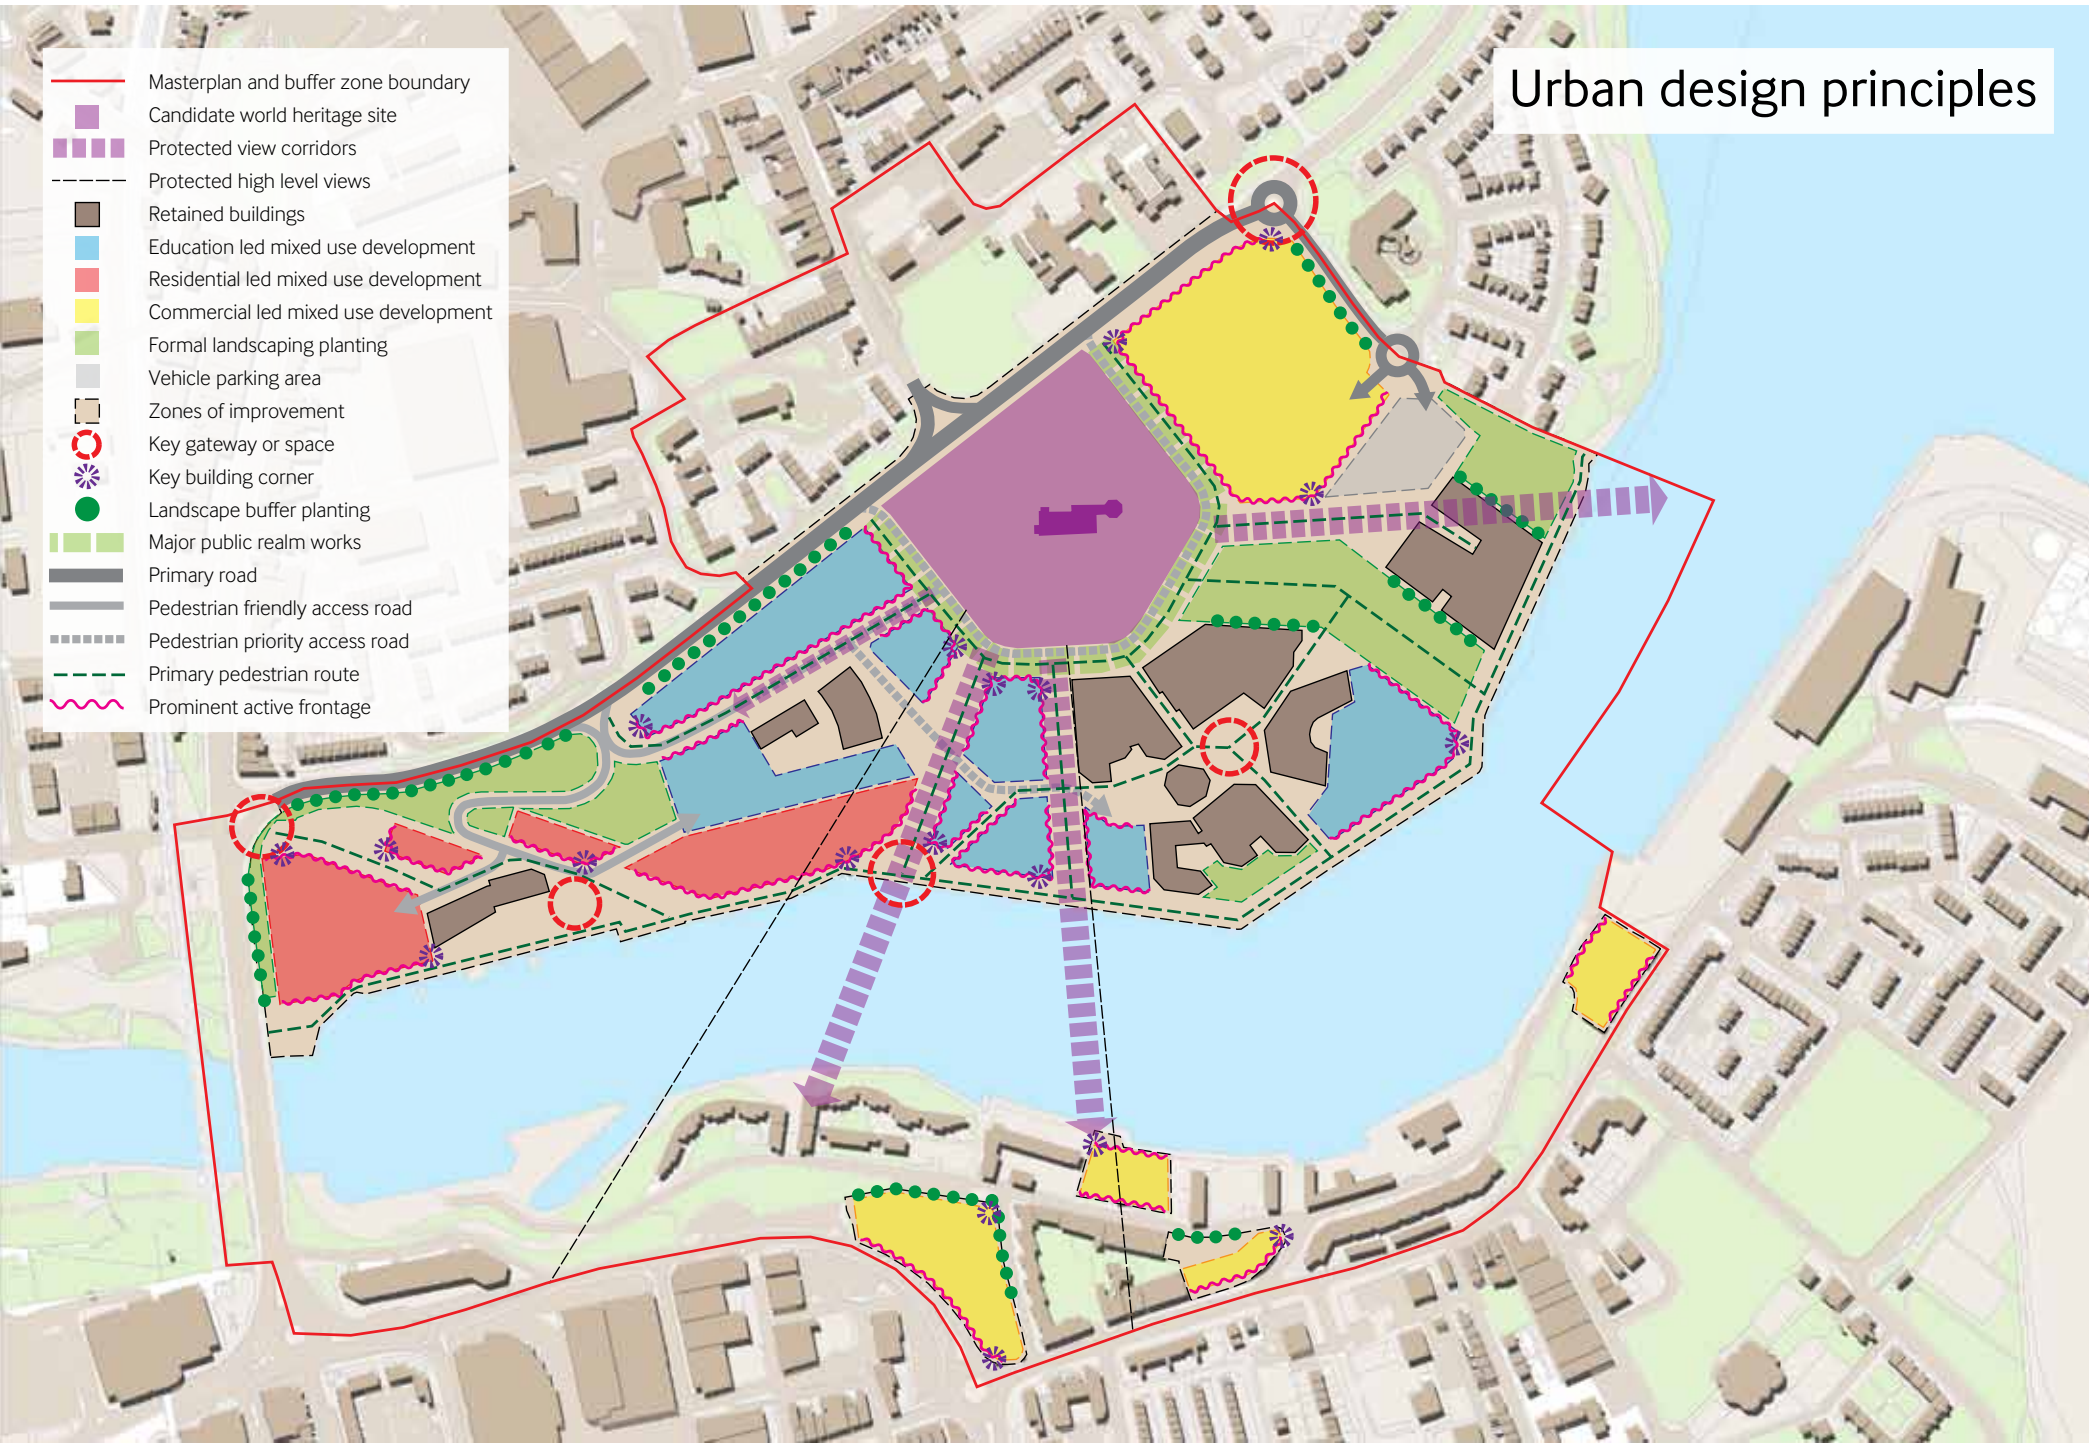 Urban design principles
Masterplan and buffer zone boundary
Candidate world heritage site
Protected view corridors
Protected high level views
Retained buildings
Education led mixed use development
Residential led mixed use development
Commercial led mixed use development
Formal landscaping planting
Vehicle parking area
Zones of improvement
Key gateway or space
Key building corner
Landscape buffer planting
Major public realm works
Primary road
Pedestrian friendly access road
Pedestrian priority access road
Primary pedestrian route
Prominent active frontage